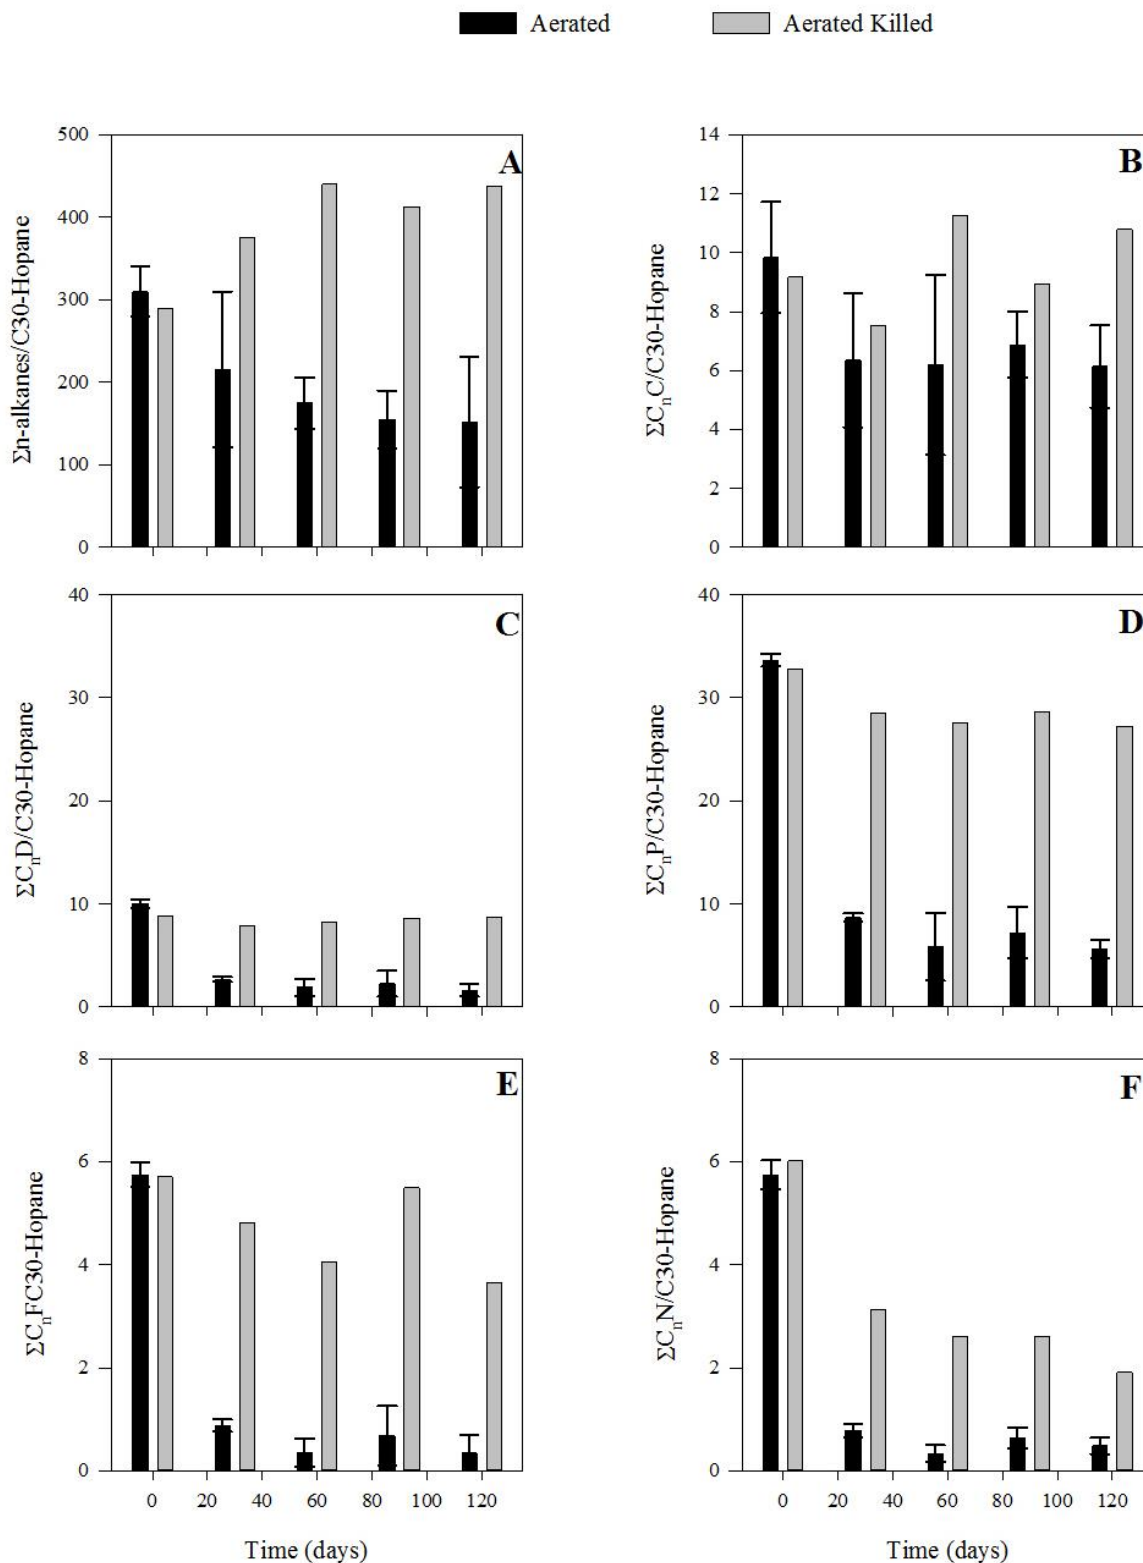 Aerated Aerated Killed
A
Σn-alkanes/C30-Hopane
500
400
300
200
100
0
B
ΣCnC/C30-Hopane
14
12
10
8
6
4
2
0
C
ΣCnD/C30-Hopane
40
30
20
10
0
D
ΣCnP/C30-Hopane
40
30
20
10
0
E
ΣCnFC30-Hopane
8
6
4
2
0
0 20 40 60 80 100 120
Time (days)
F
ΣCnN/C30-Hopane
8
6
4
2
0
0 20 40 60 80 100 120
Time (days)